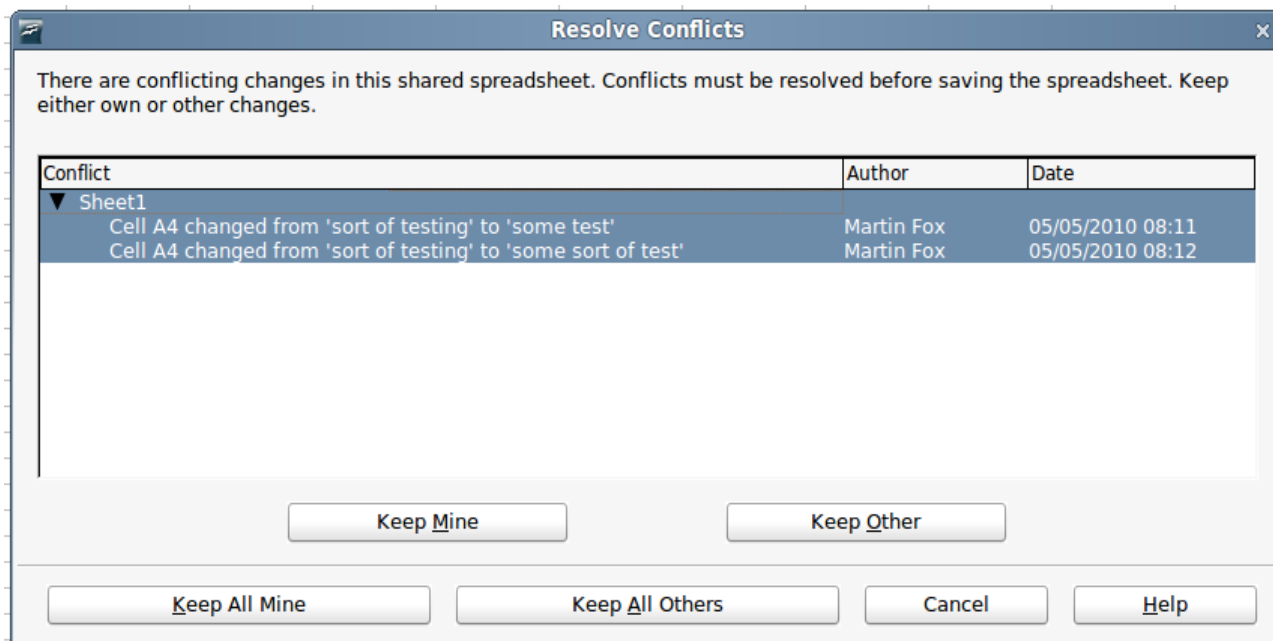 Resolve Conflicts
There are conflicting changes in this shared spreadsheet. Conflicts must be resolved before saving the spreadsheet. Keep
either own or other changes.
Conflict Author Date
Sheet1
Cell A4 changed from 'sort of testing' to 'some test' Martin Fox 05/05/2010 08:11
Cell A4 changed from 'sort of testing' to 'some sort of test' Martin Fox 05/05/2010 08:12
Keep Mine Keep Other
Keep All Mine Keep All Others Cancel Help